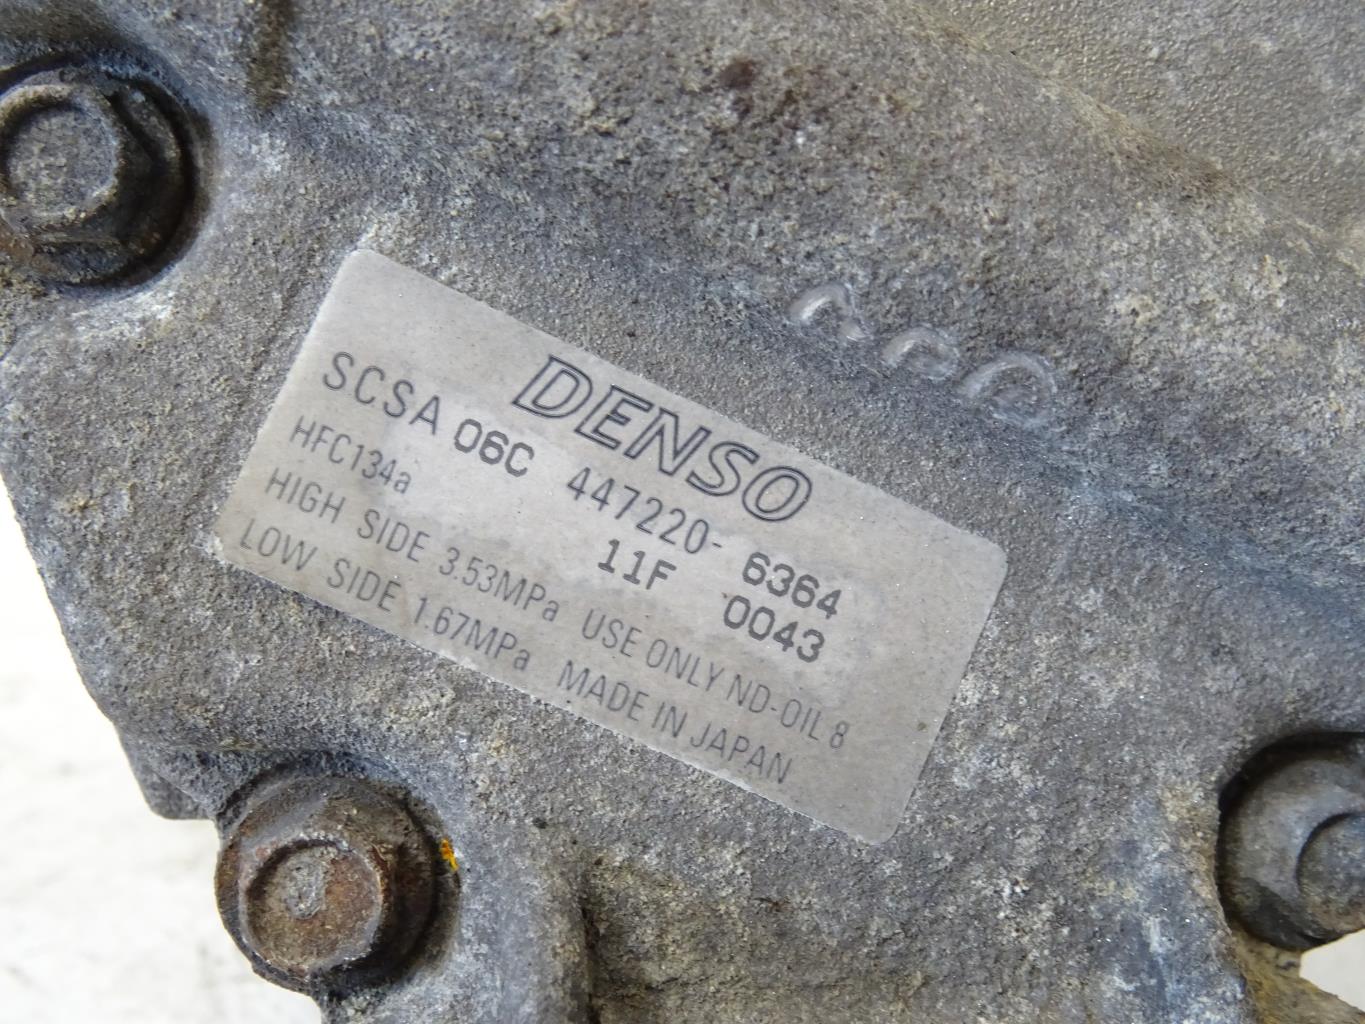 DENSO
SCSA 06C 447220- 6364
HFC134a 11F 0043
HIGH SIDE 3.53MPa USE ONLY ND-OIL 8
LOW SIDE 1.67MPa MADE IN JAPAN